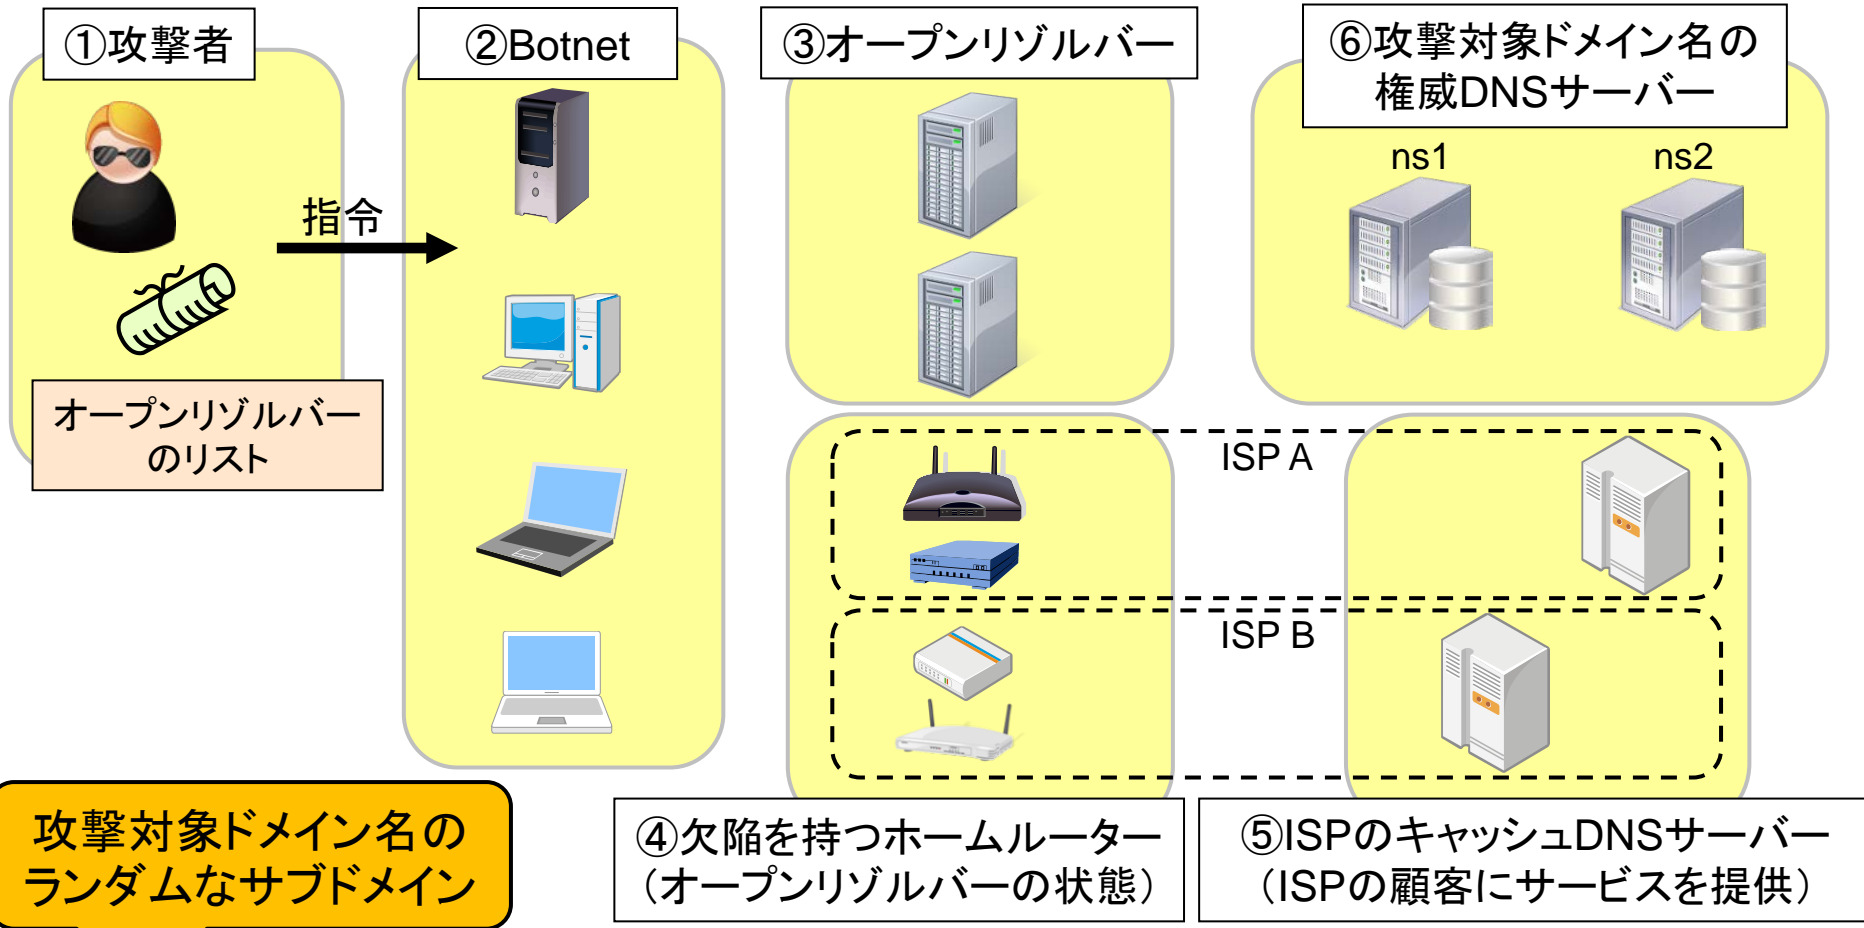 ①攻撃者
②Botnet
③オープンリゾルバー
⑥攻撃対象ドメイン名の
権威DNSサーバー
ns1
ns2
指令
オープンリゾルバー
のリスト
ISP A
ISP B
攻撃対象ドメイン名の
ランダムなサブドメイン
④欠陥を持つホームルーター
（オープンリゾルバーの状態）
⑤ISPのキャッシュDNSサーバー
（ISPの顧客にサービスを提供）